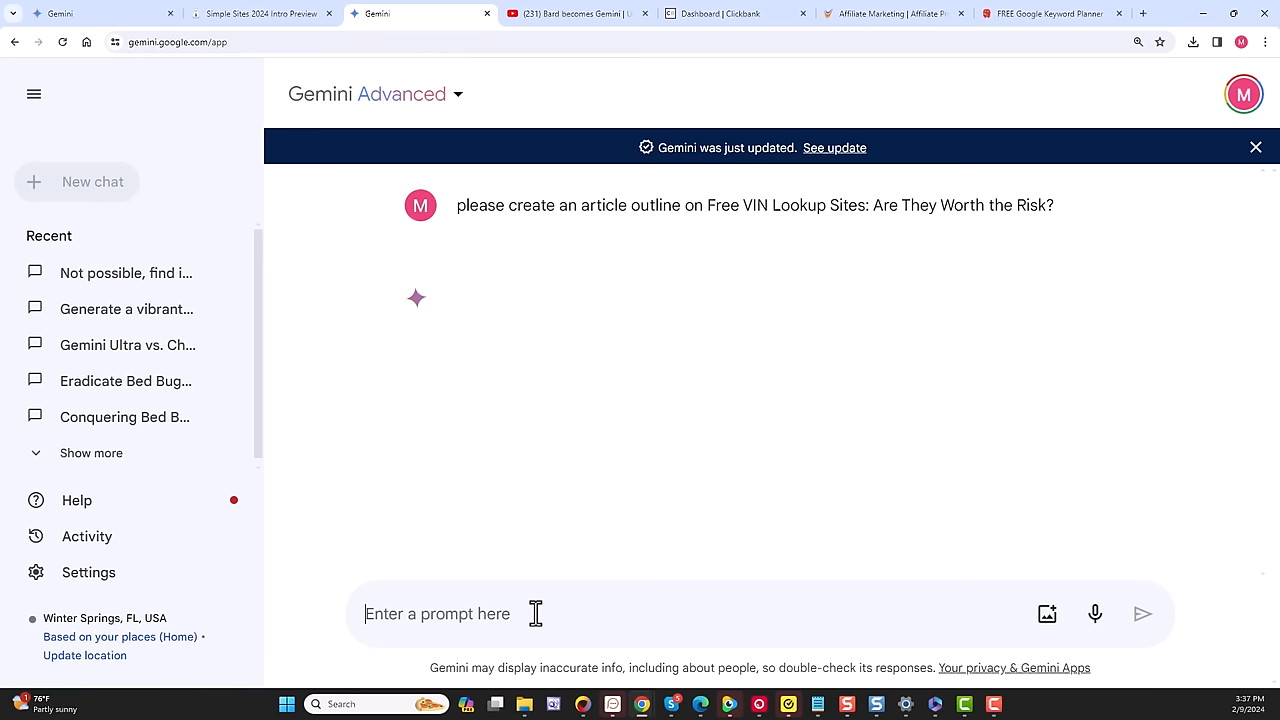 Gemini
Simple Sites 2024 Intro Preview
Gemini
(231) Bard becomes Gemini | U
Dashboard | Clickbank
Affiliate Marketing | Affiliate Pr
FREE Google Keyword Planner
gemini.google.com/app
M
Gemini Advanced
M
Gemini was just updated. See update
New chat
M
please create an article outline on Free VIN Lookup Sites: Are They Worth the Risk?
Recent
Not possible, find i...
Generate a vibrant...
Gemini Ultra vs. Ch...
Eradicate Bed Bug...
Conquering Bed B...
Show more
Help
Activity
Settings
Enter a prompt here
Winter Springs, FL, USA
Based on your places (Home) •
Update location
Gemini may display inaccurate info, including about people, so double-check its responses. Your privacy & Gemini Apps
1
76°F
Partly sunny
Search
5
3:37 PM
2/9/2024